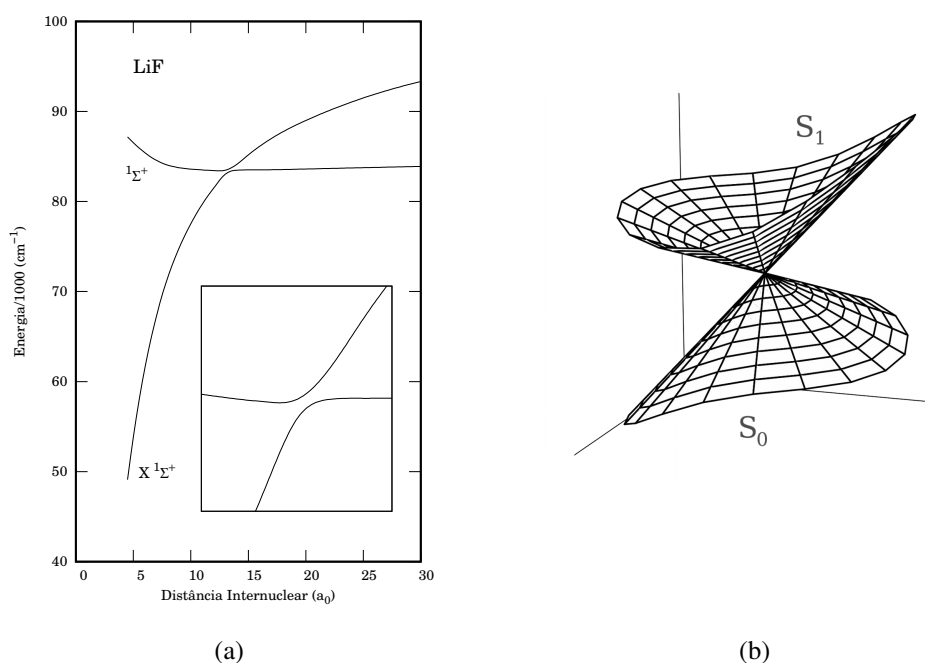 100
90
80
70
60
50
40
Energia/1000 (cm⁻¹)
LiF
¹Σ⁺
X ¹Σ⁺
0 5 10 15 20 25 30
Distância Internuclear (a₀)
(a)
S₁
S₀
(b)